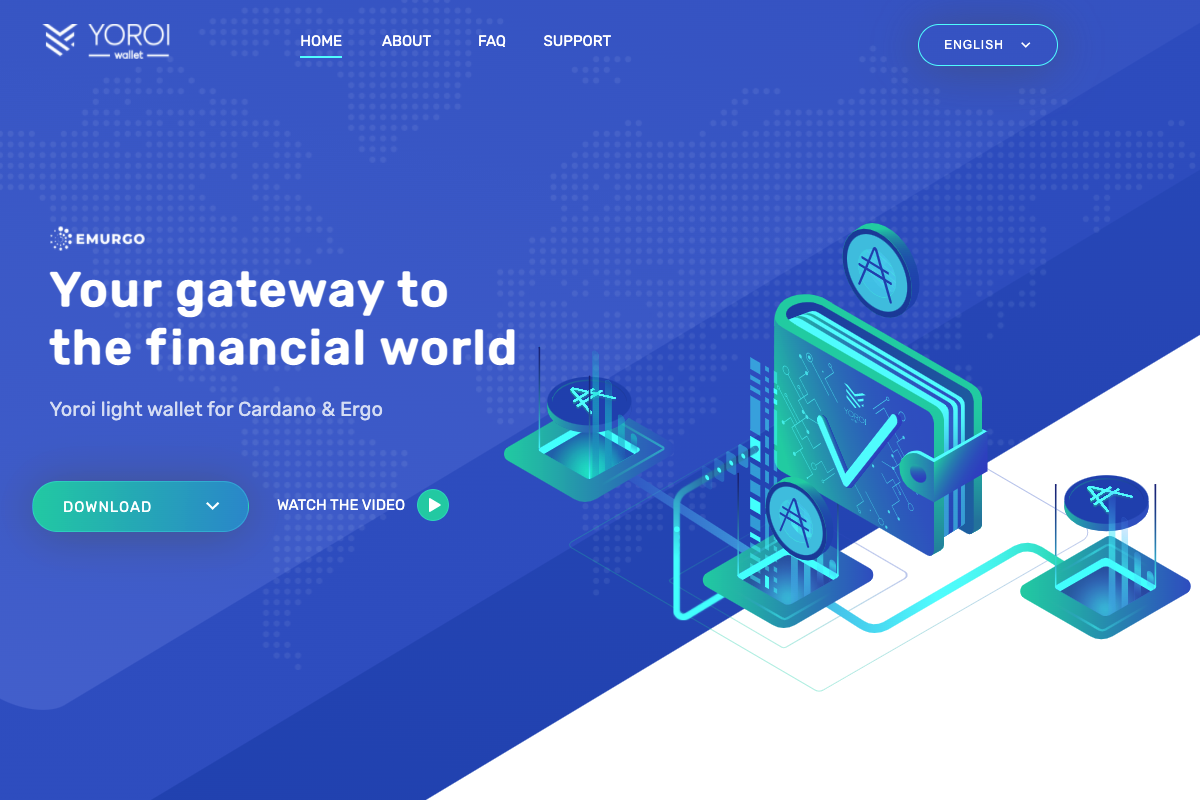 YOROI
wallet
HOME
ABOUT
FAQ
SUPPORT
ENGLISH
EMURGO
Your gateway to
the financial world
Yoroi light wallet for Cardano & Ergo
DOWNLOAD
WATCH THE VIDEO
YOROI